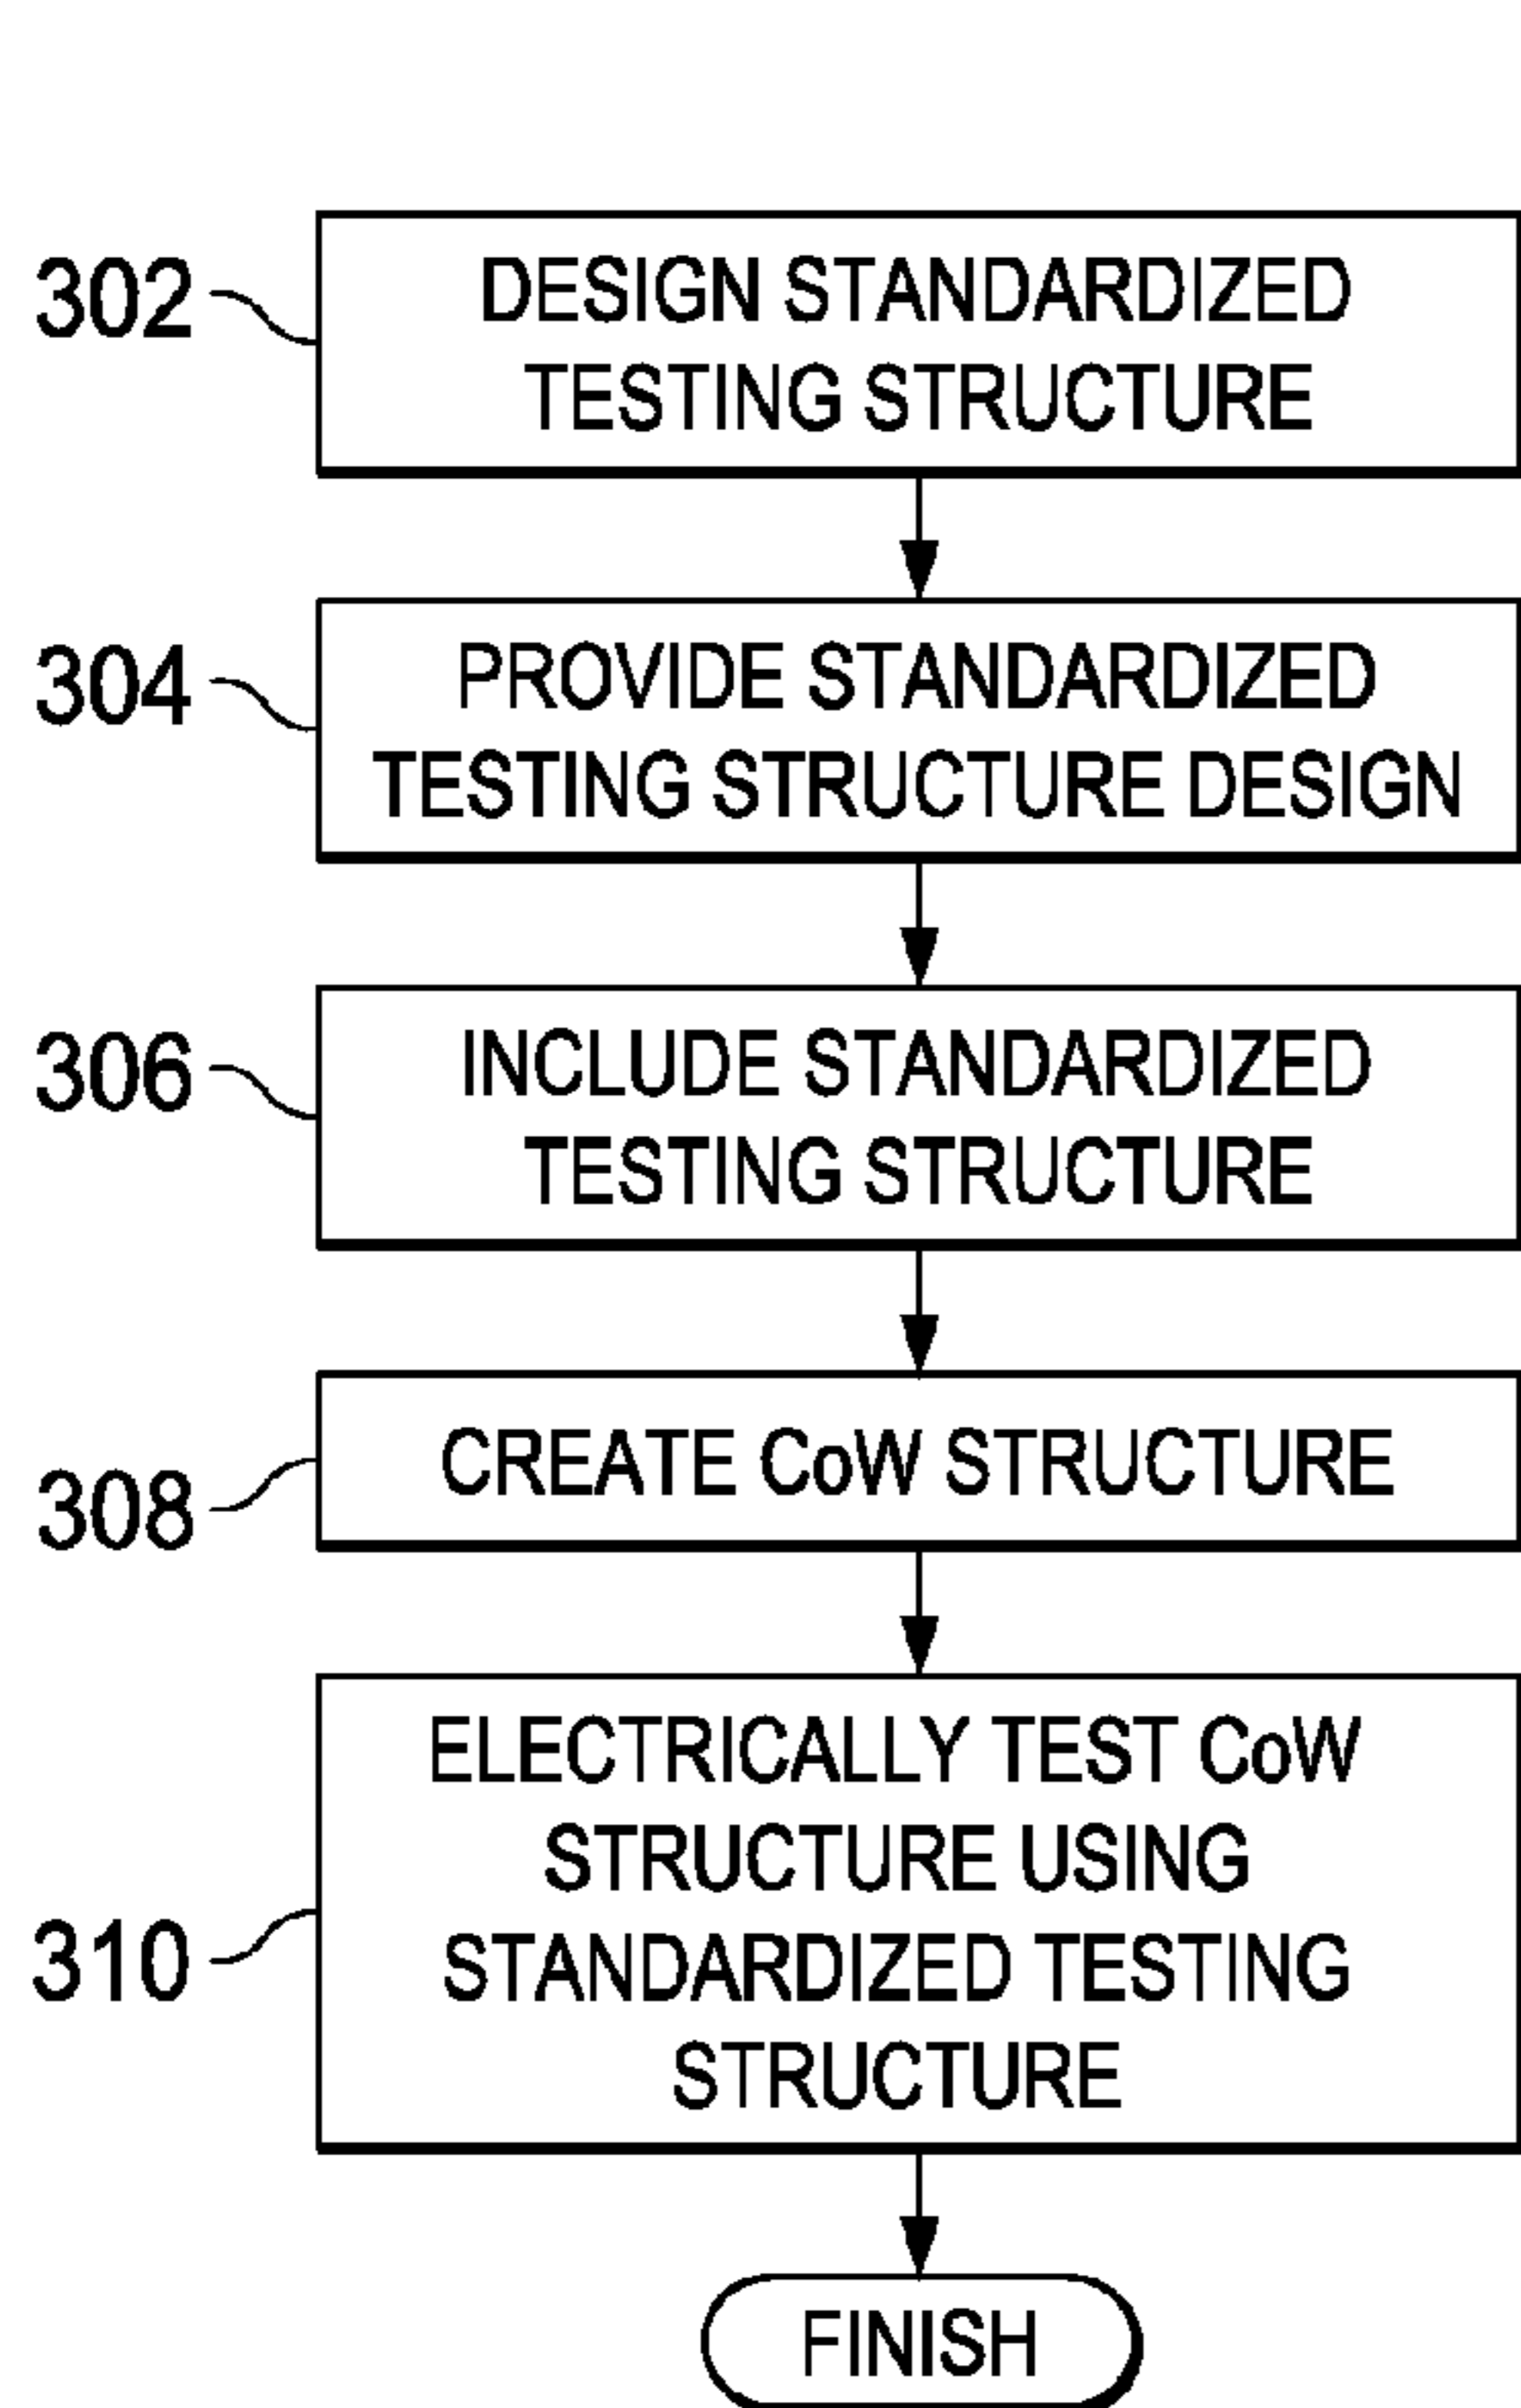 302
DESIGN STANDARDIZED
TESTING STRUCTURE
304
PROVIDE STANDARDIZED
TESTING STRUCTURE DESIGN
306
INCLUDE STANDARDIZED
TESTING STRUCTURE
308
CREATE CoW STRUCTURE
310
ELECTRICALLY TEST CoW
STRUCTURE USING
STANDARDIZED TESTING
STRUCTURE
FINISH